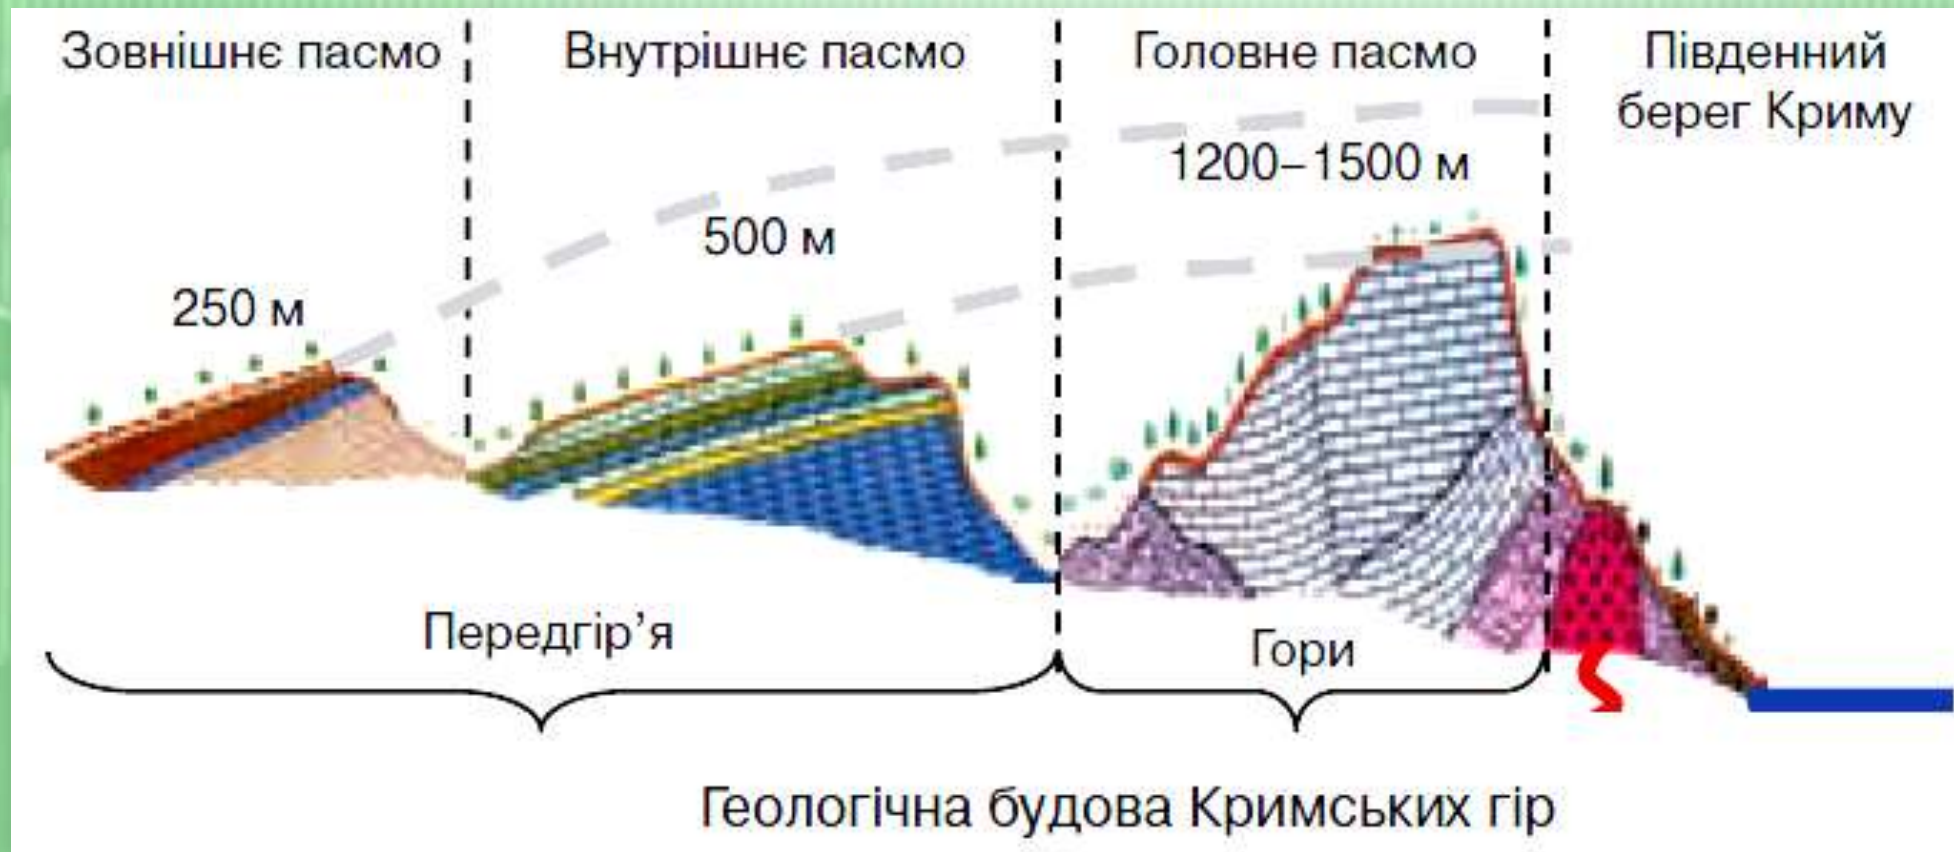 Зовнішнє пасмо
Внутрішнє пасмо
Головне пасмо
Південний
берег Криму
1200–1500 м
500 м
250 м
Передгір’я
Гори
Геологічна будова Кримських гір